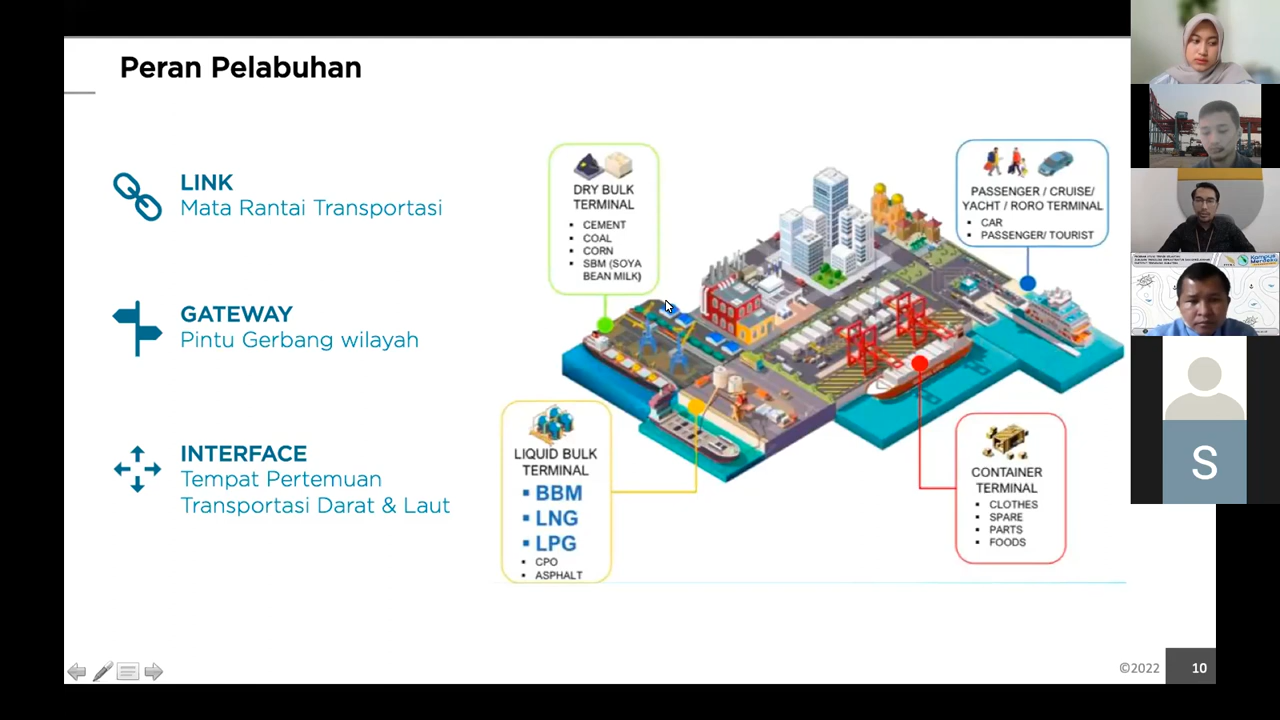 Peran Pelabuhan
LINK
Mata Rantai Transportasi
GATEWAY
Pintu Gerbang wilayah
INTERFACE
Tempat Pertemuan
Transportasi Darat & Laut
DRY BULK
TERMINAL
▪ CEMENT
▪ COAL
▪ CORN
▪ SBM (SOYA
BEAN MILK)
PASSENGER / CRUISE/
YACHT / RORO TERMINAL
▪ CAR
▪ PASSENGER/ TOURIST
LIQUID BULK
TERMINAL
▪ BBM
▪ LNG
▪ LPG
▪ CPO
▪ ASPHALT
CONTAINER
TERMINAL
▪ CLOTHES
▪ SPARE
▪ PARTS
▪ FOODS
©2022
10
Kampus
Merdeka
S